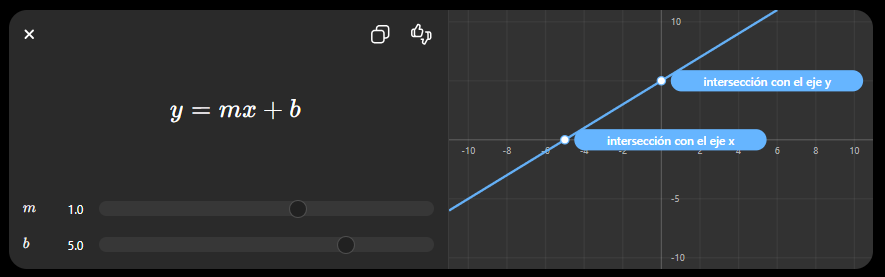 y = mx + b
m 1.0
b 5.0
10
intersección con el eje y
intersección con el eje x
-10 -8 -6 -4 -2 2 4 6 8 10
-5
-10